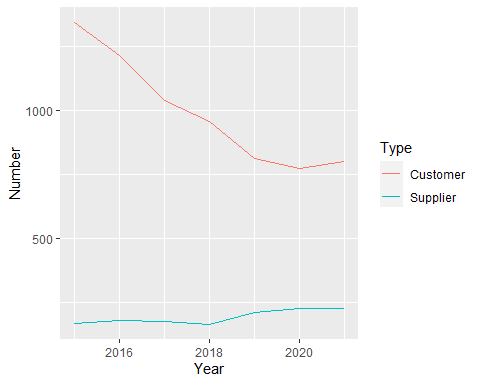 Number
1000
500
2016
2018
2020
Year
Type
Customer
Supplier